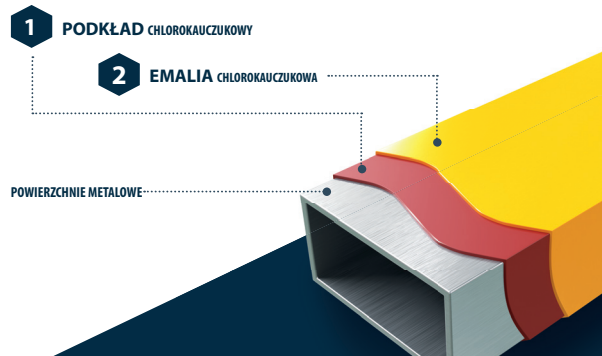 1 PODKŁAD CHLOROKAUCZUKOWY
2 EMALIA CHLOROKAUCZUKOWA
POWIERZCHNIE METALOWE